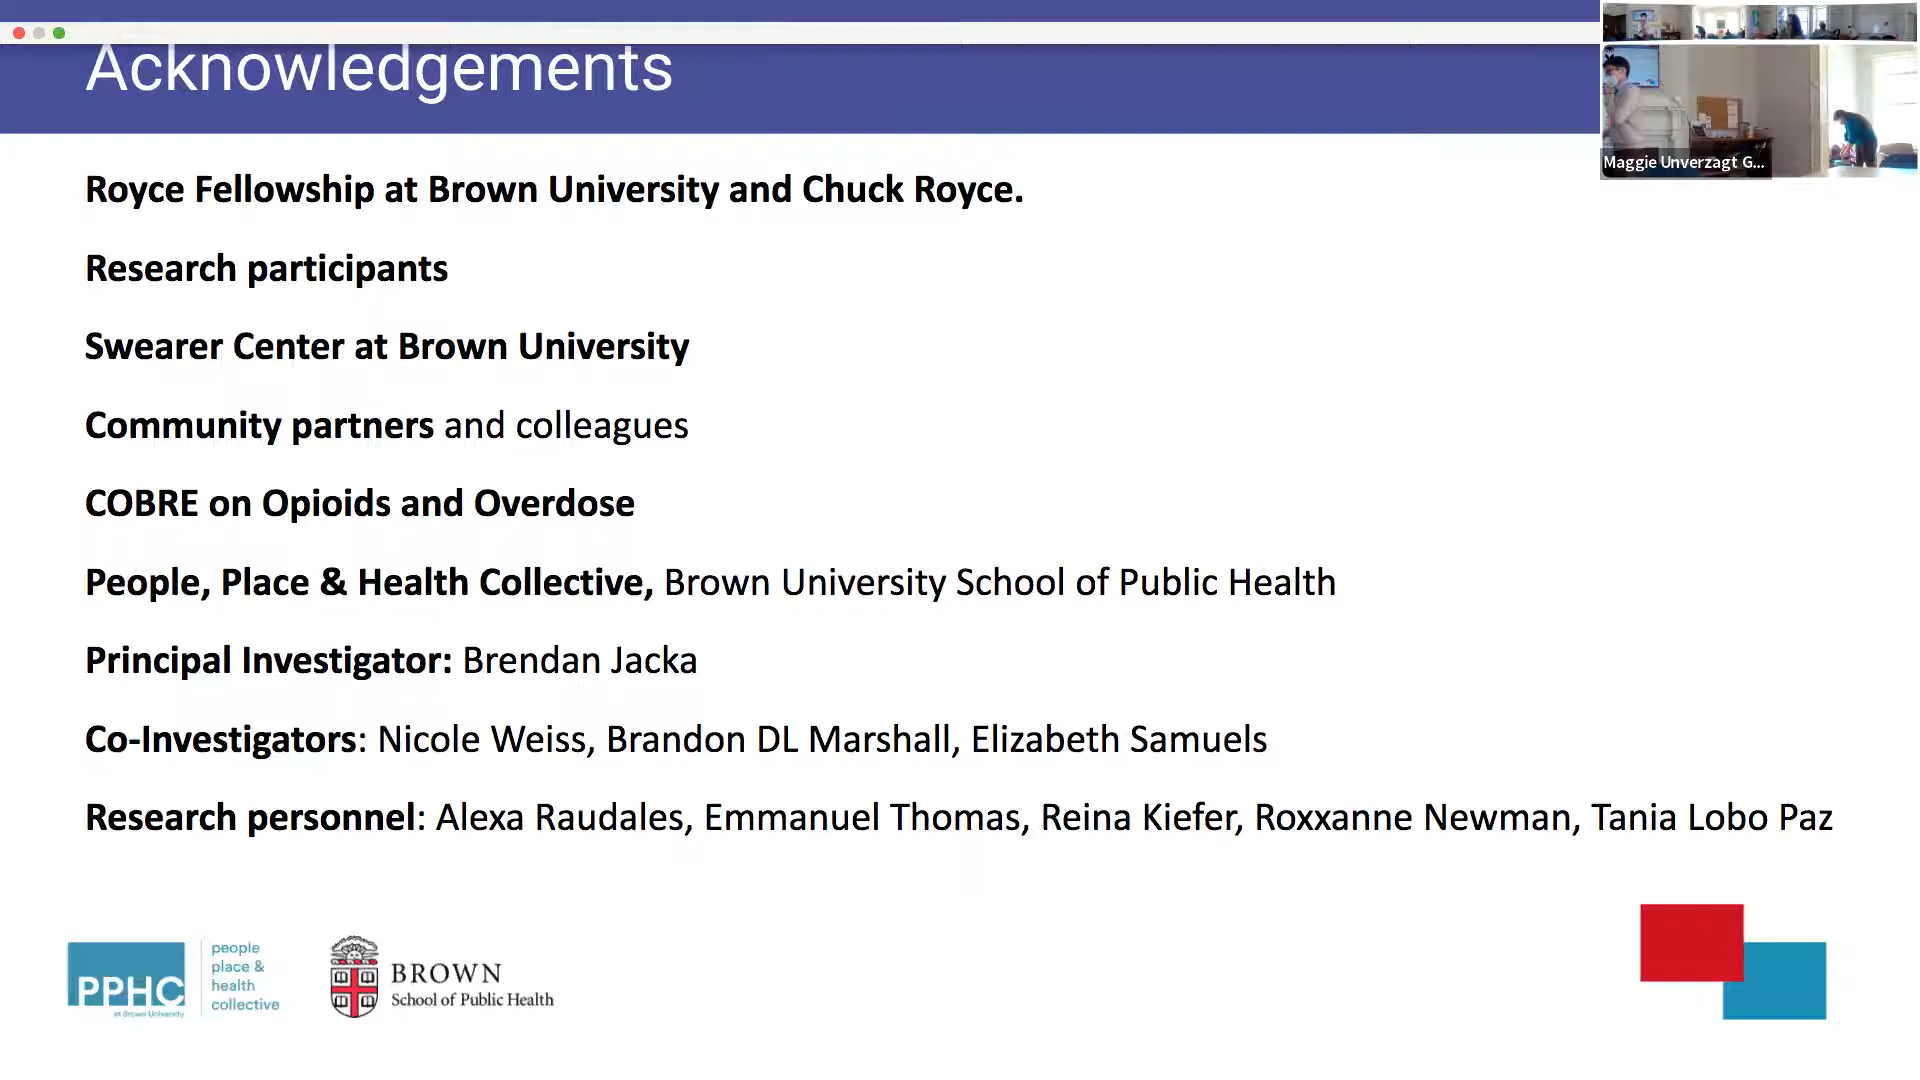 Acknowledgements
Maggie Unverzagt G...
Royce Fellowship at Brown University and Chuck Royce.
Research participants
Swearer Center at Brown University
Community partners and colleagues
COBRE on Opioids and Overdose
People, Place & Health Collective, Brown University School of Public Health
Principal Investigator: Brendan Jacka
Co-Investigators: Nicole Weiss, Brandon DL Marshall, Elizabeth Samuels
Research personnel: Alexa Raudales, Emmanuel Thomas, Reina Kiefer, Roxxanne Newman, Tania Lobo Paz
PPHC
at Brown University
people
place &
health
collective
BROWN
School of Public Health